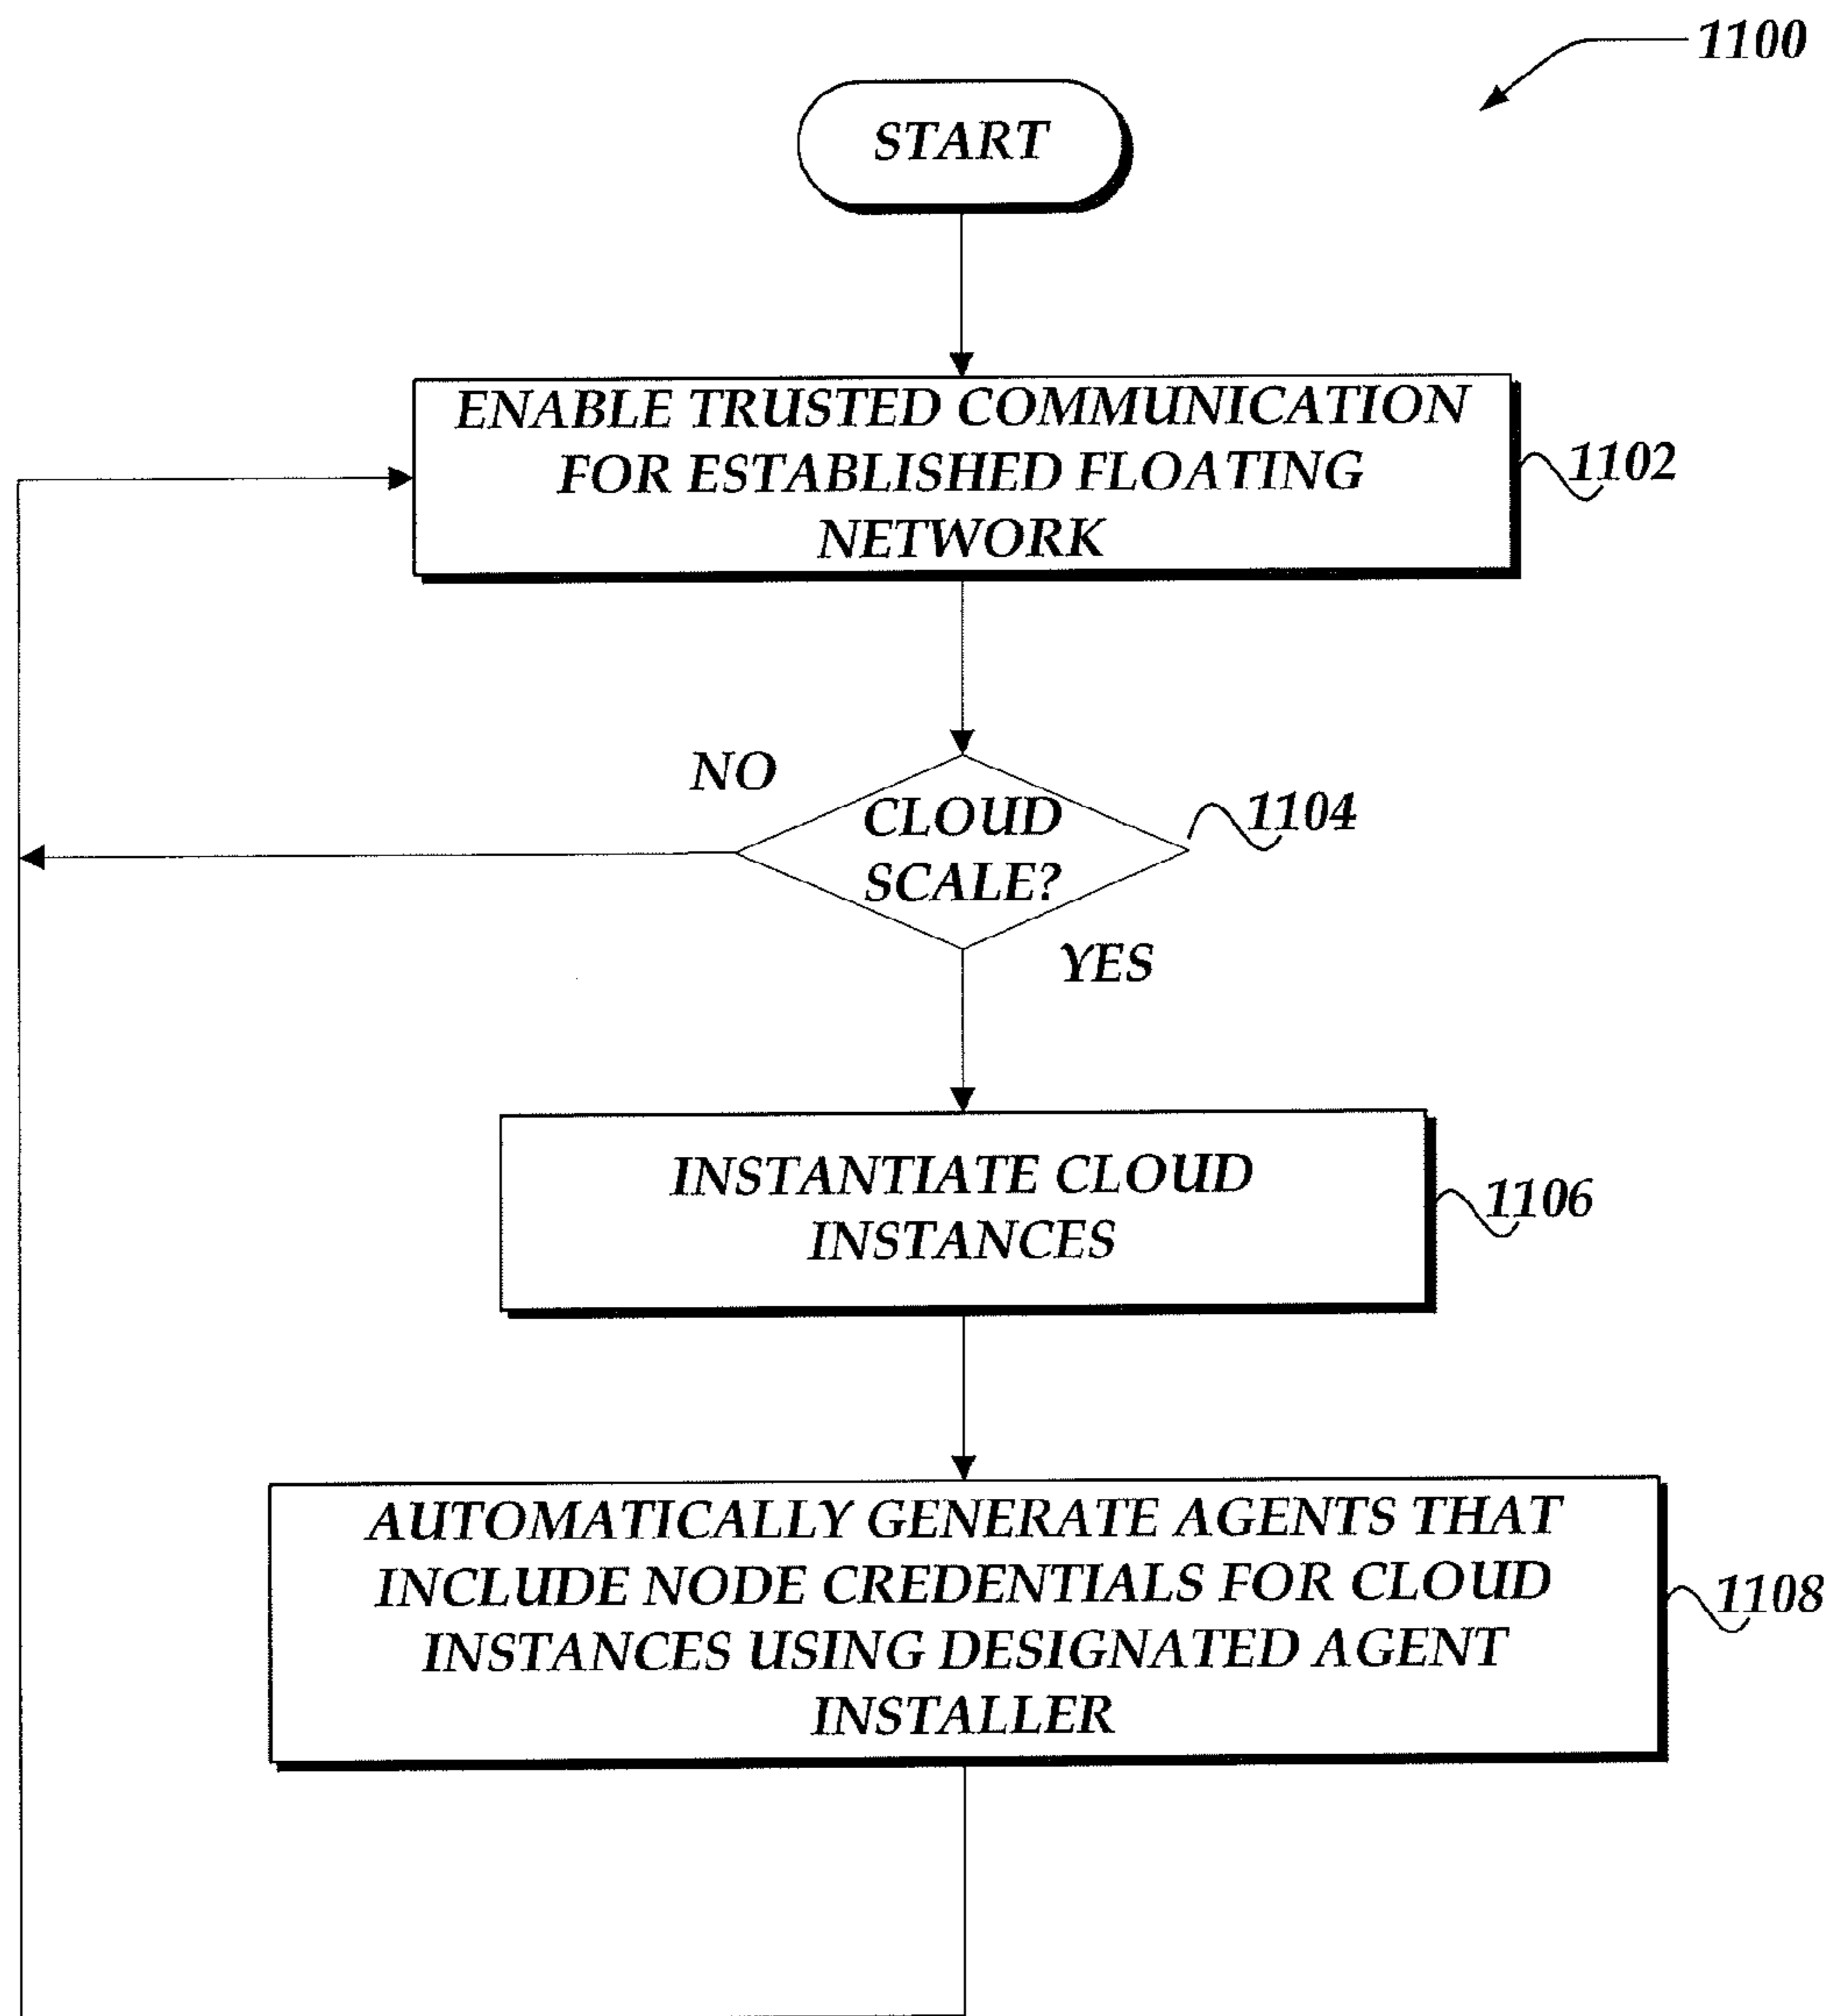 1100
START
ENABLE TRUSTED COMMUNICATION
FOR ESTABLISHED FLOATING
NETWORK
1102
NO
CLOUD
SCALE?
1104
YES
INSTANTIATE CLOUD
INSTANCES
1106
AUTOMATICALLY GENERATE AGENTS THAT
INCLUDE NODE CREDENTIALS FOR CLOUD
INSTANCES USING DESIGNATED AGENT
INSTALLER
1108